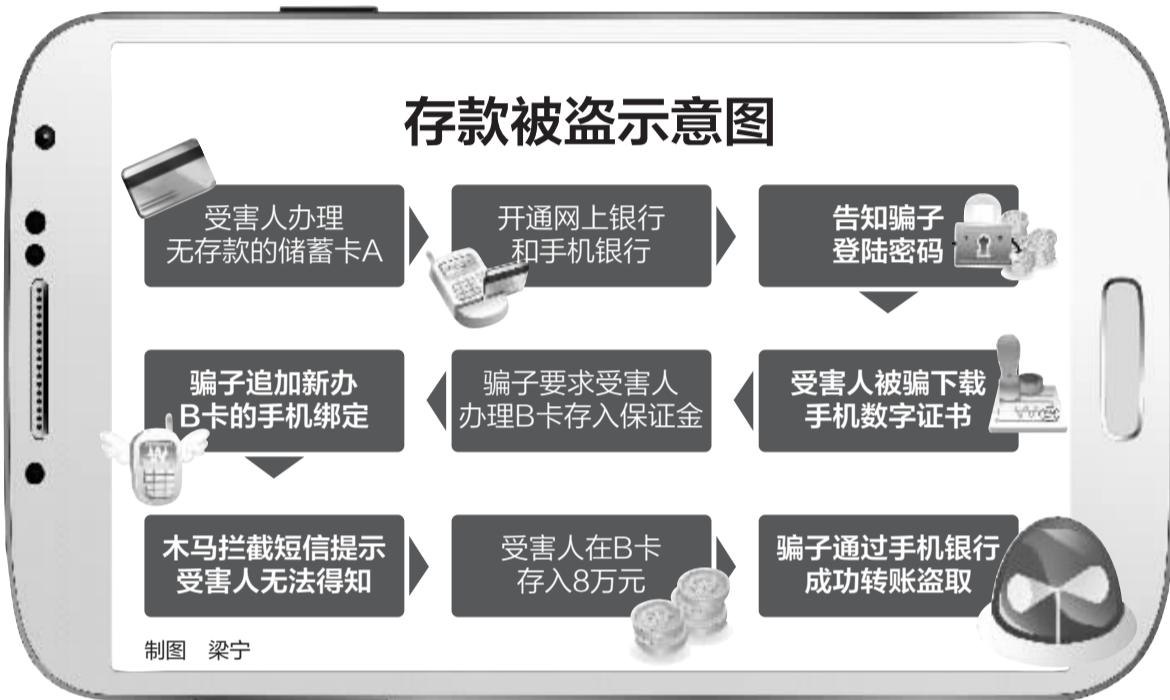 存款被盗示意图
受害人办理
无存款的储蓄卡A
开通网上银行
和手机银行
告知骗子
登陆密码
受害人被骗下载
手机数字证书
骗子要求受害人
办理B卡存入保证金
骗子追加新办
B卡的手机绑定
木马拦截短信提示
受害人无法得知
受害人在B卡
存入8万元
骗子通过手机银行
成功转账盗取
制图 梁宁